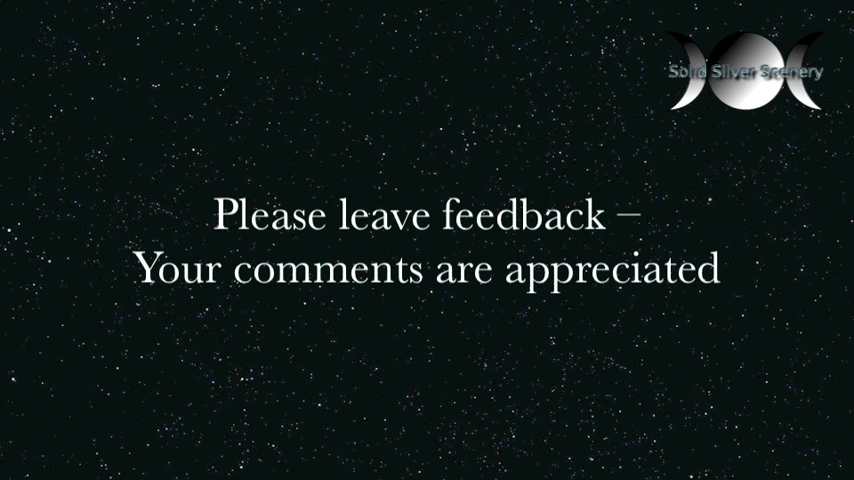 Solid Silver Scenery
Please leave feedback –
Your comments are appreciated